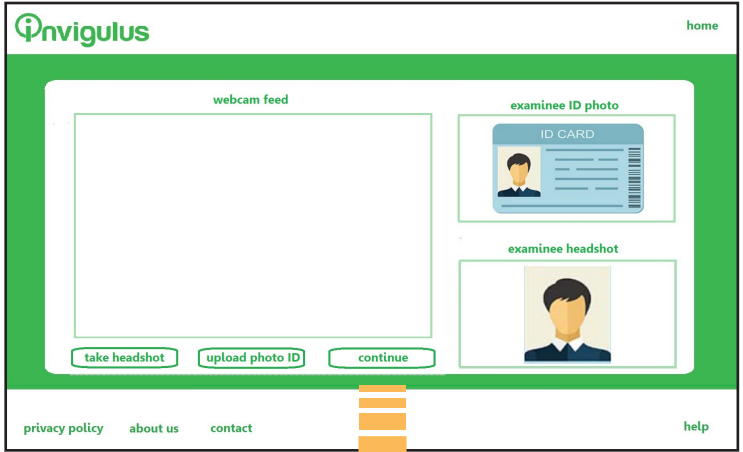 invigulus
home
webcam feed
examinee ID photo
ID CARD
examinee headshot
take headshot
upload photo ID
continue
privacy policy
about us
contact
help